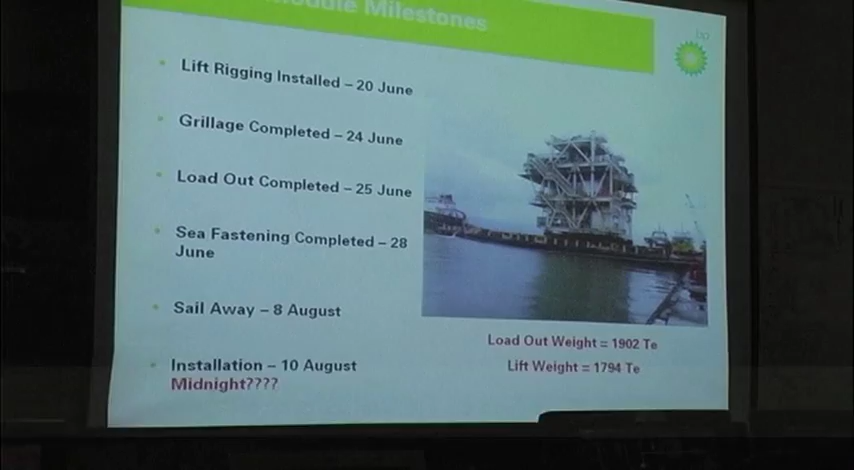 Module Milestones
bp
Lift Rigging Installed – 20 June
Grillage Completed – 24 June
Load Out Completed – 25 June
Sea Fastening Completed – 28
June
Sail Away – 8 August
Installation – 10 August
Midnight????
Load Out Weight = 1902 Te
Lift Weight = 1794 Te